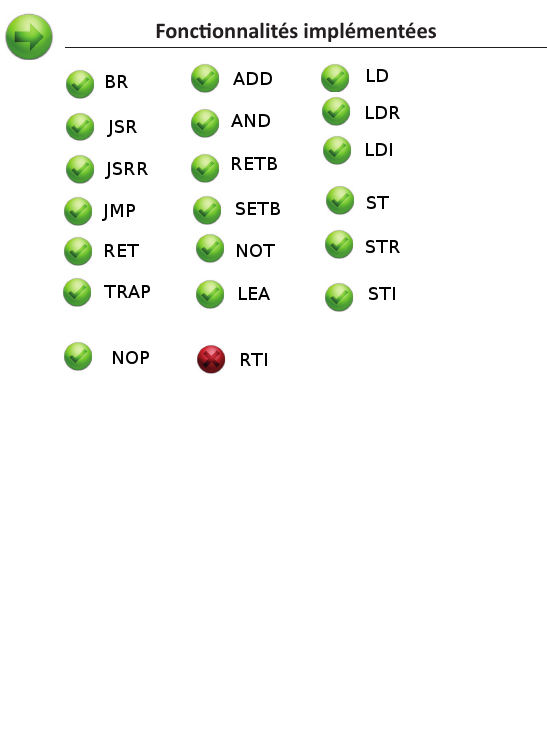 Fonctionnalités implémentées
BR ADD LD
JSR AND LDR
JSRR RETB LDI
JMP SETB ST
RET NOT STR
TRAP LEA STI
NOP RTI